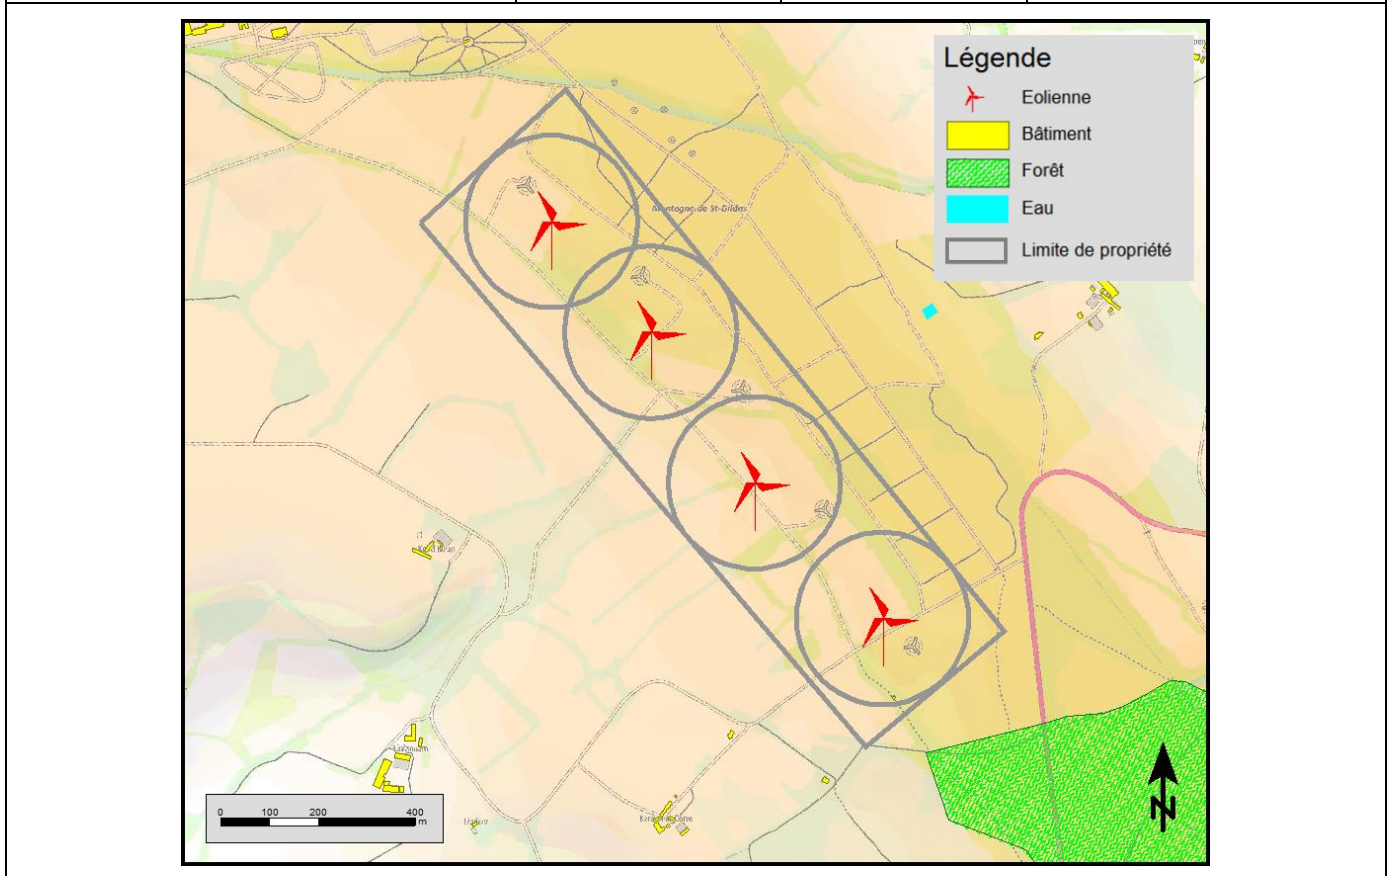 Légende
Eolienne
Bâtiment
Forêt
Eau
Limite de propriété
Montagne de St-Gildas
0 100 200 400
m
N